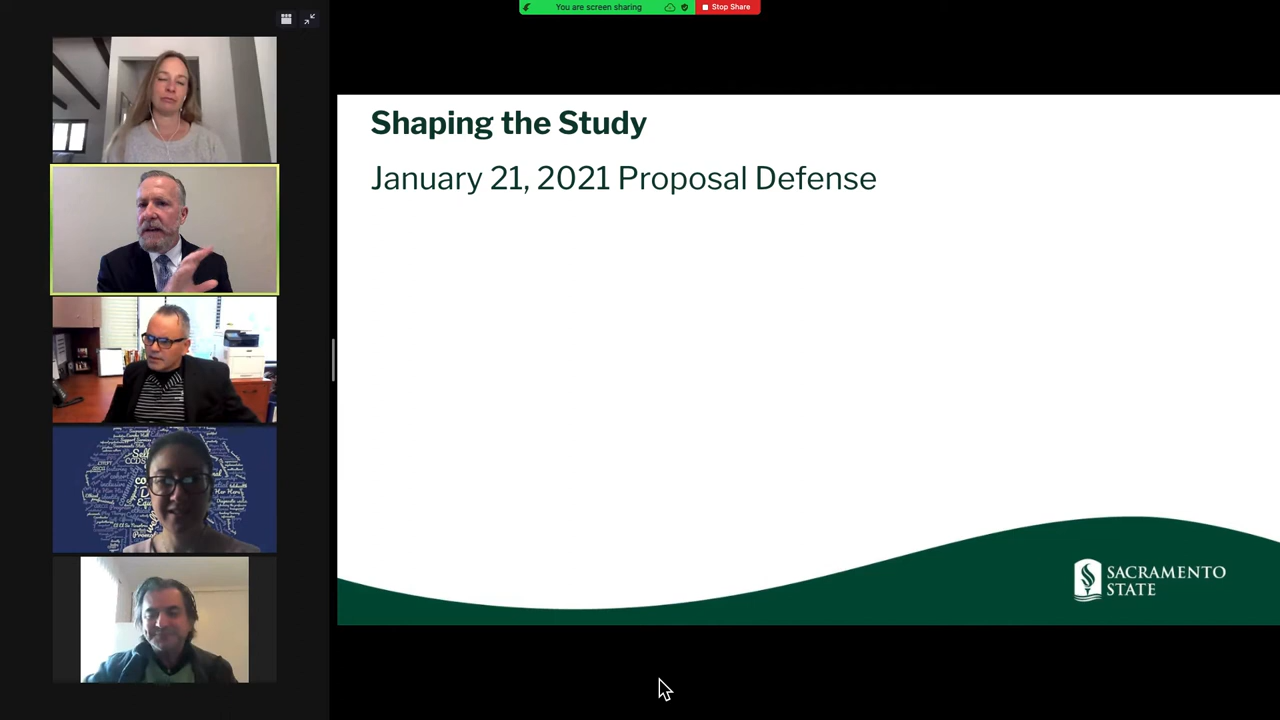 You are screen sharing
Stop Share
Shaping the Study
January 21, 2021 Proposal Defense
SACRAMENTO
STATE